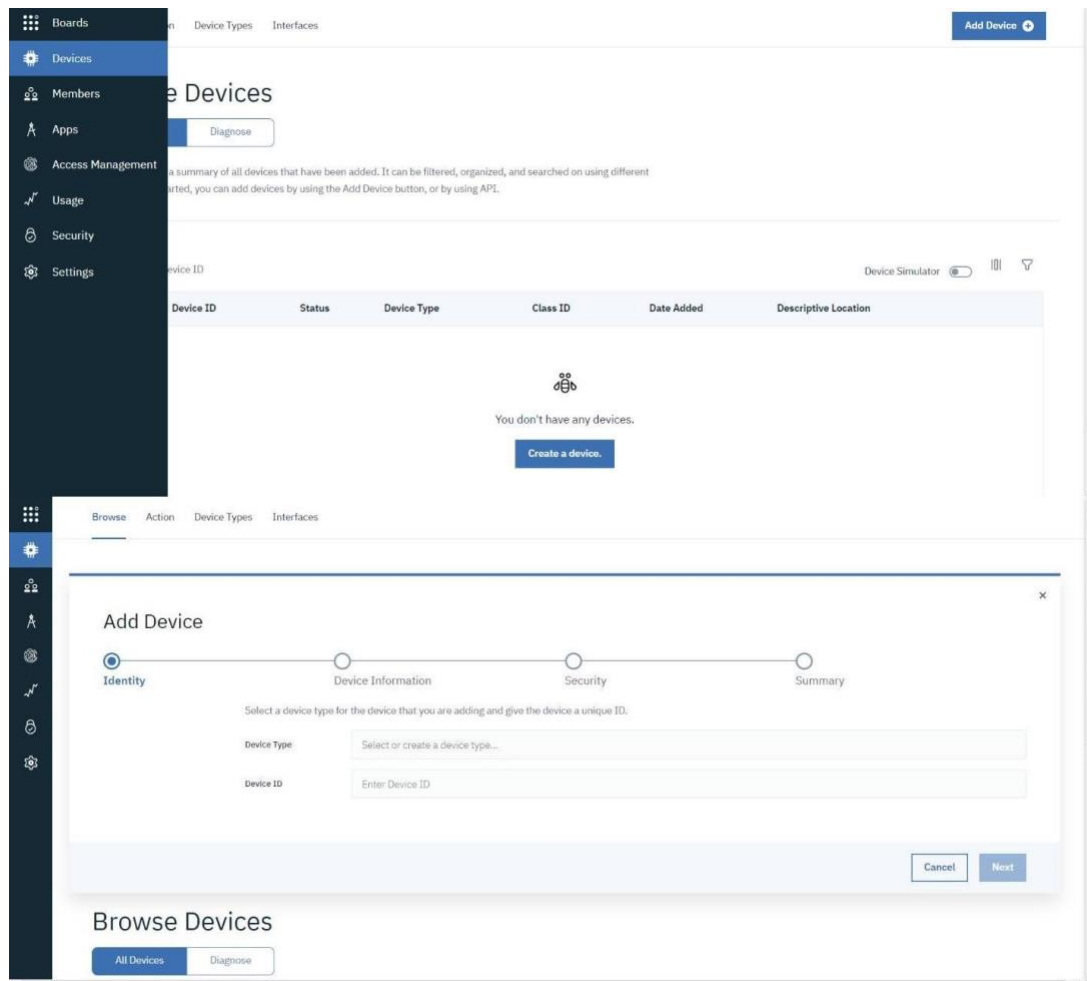 Boards
n Device Types Interfaces
Add Device
Devices
Members
e Devices
Apps
Diagnose
Access Management
a summary of all devices that have been added. It can be filtered, organized, and searched on using different
arted, you can add devices by using the Add Device button, or by using API.
Usage
Security
Settings
evice ID
Device Simulator
Device ID Status Device Type Class ID Date Added Descriptive Location
You don't have any devices.
Create a device.
Browse Action Device Types Interfaces
Add Device
Identity Device Information Security Summary
Select a device type for the device that you are adding and give the device a unique ID.
Device Type Select or create a device type...
Device ID Enter Device ID
Cancel Next
Browse Devices
All Devices Diagnose